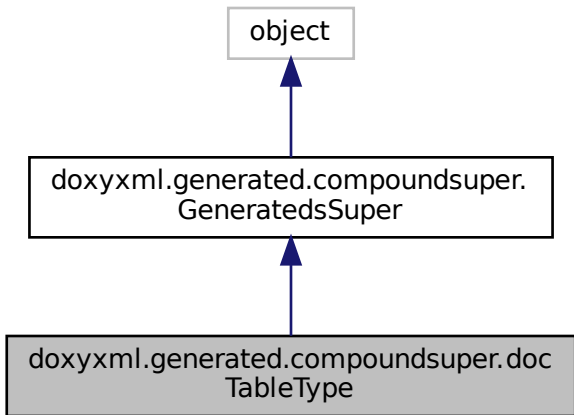 object
doxyxml.generated.compoundsuper.
GeneratedsSuper
doxyxml.generated.compoundsuper.doc
TableType